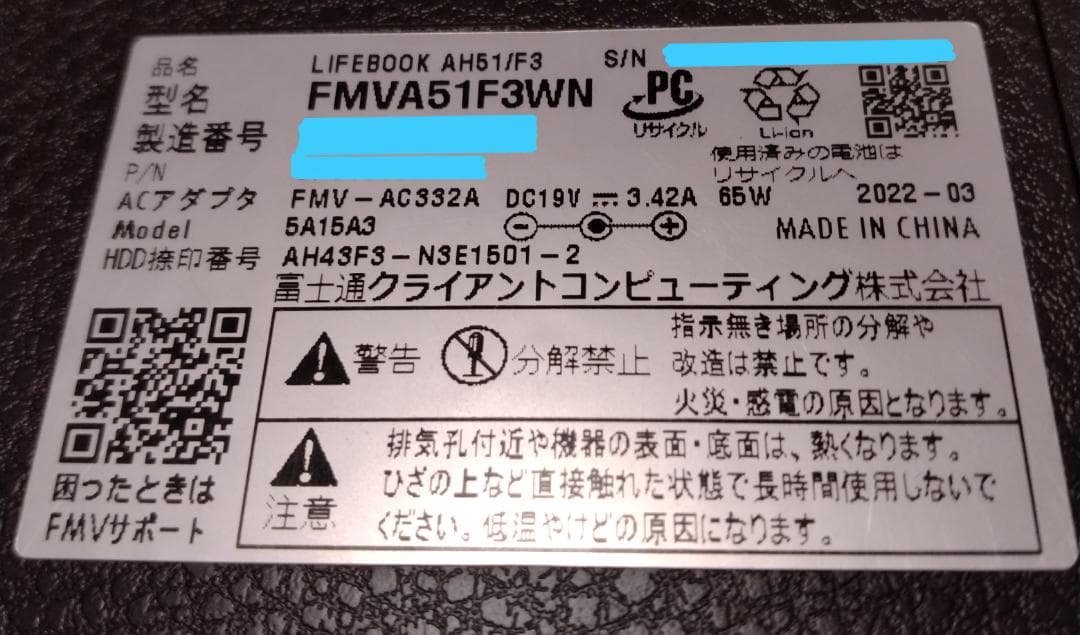 品名 LIFEBOOK AH51/F3 S/N
型名 FMVA51F3WN
PC
リサイクル
Li-ion
製造番号
使用済みの電池は
リサイクルへ
P/N
ACアダプタ FMV-AC332A DC19V 3.42A 65W 2022-03
Model 5A15A3 MADE IN CHINA
HDD捺印番号 AH43F3-N3E1501-2
富士通クライアントコンピューティング株式会社
警告 分解禁止
指示無き場所の分解や
改造は禁止です。
火災・感電の原因となります。
注意
排気孔付近や機器の表面・底面は、熱くなります。
ひざの上など直接触れた状態で長時間使用しないで
ください。低温やけどの原因になります。
困ったときは
FMVサポート